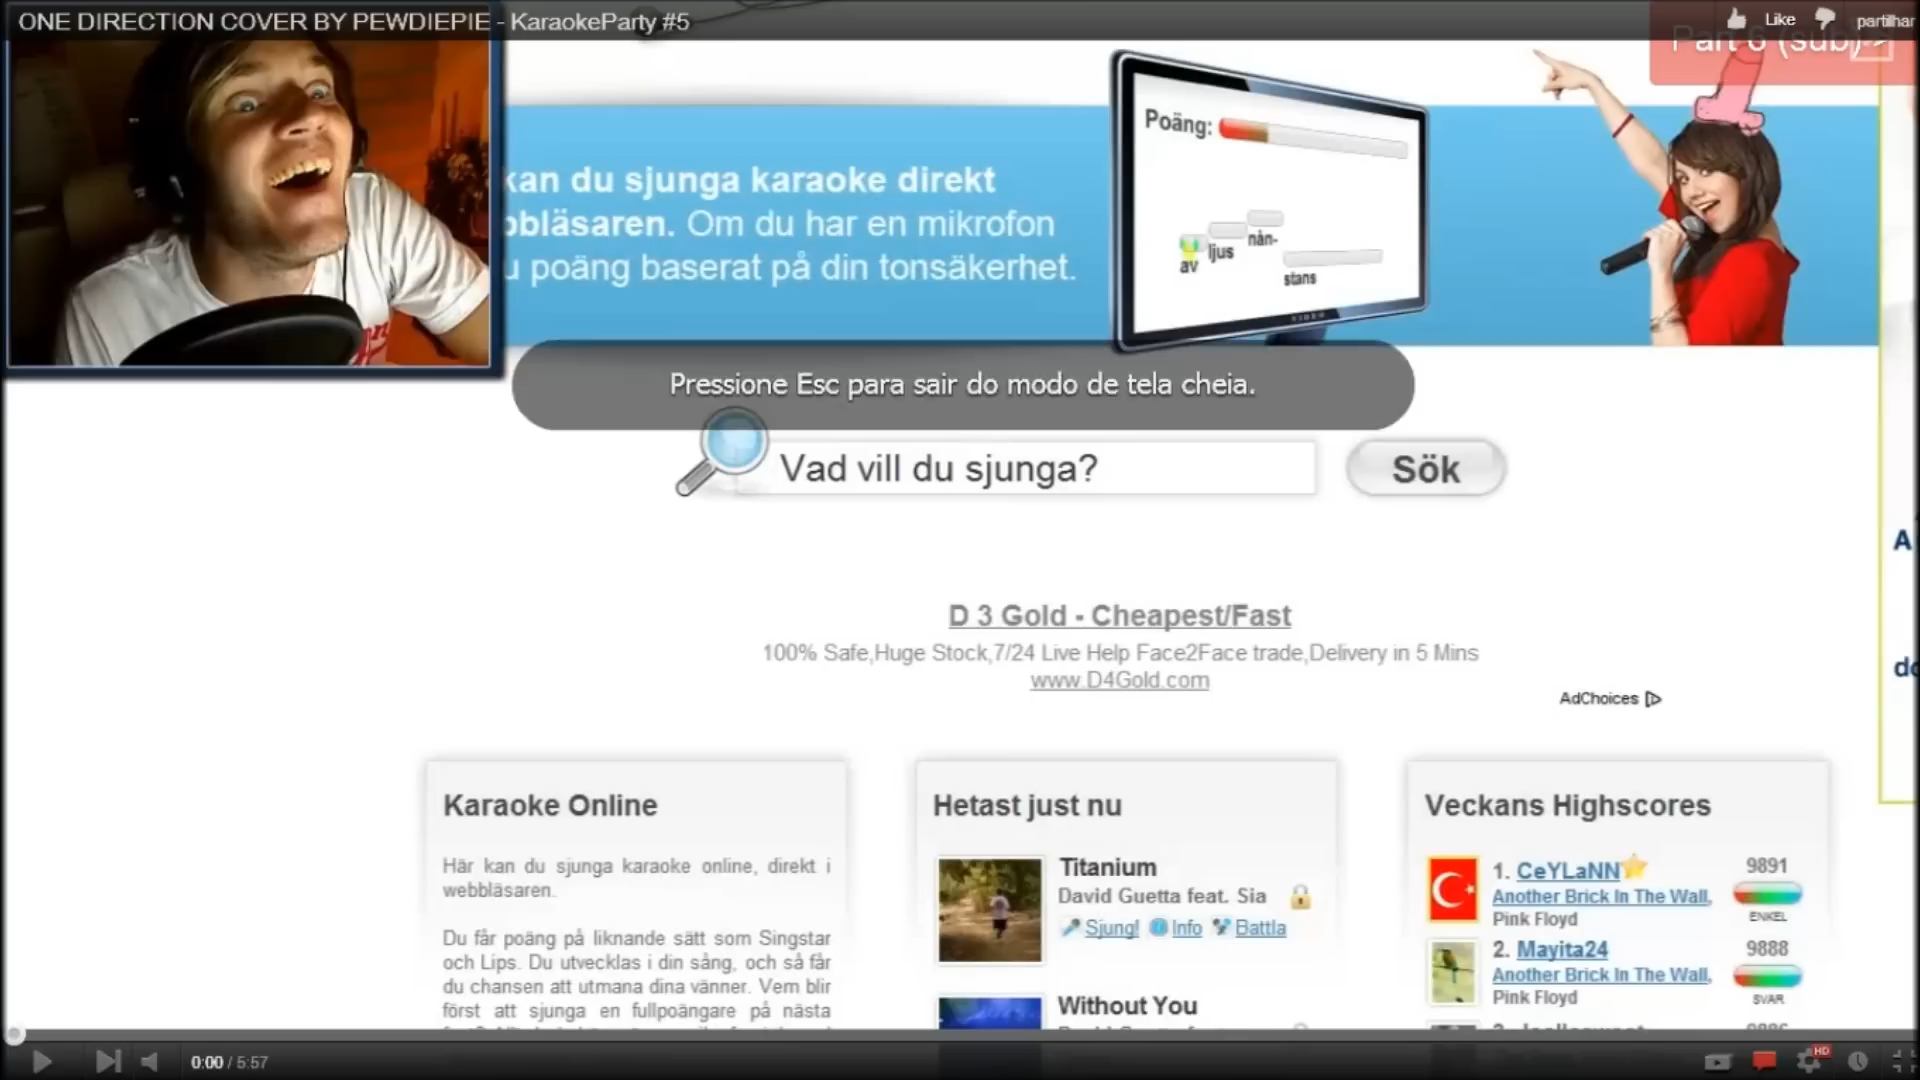 ONE DIRECTION COVER BY PEWDIEPIE - KaraokeParty #5
Like
partilhar
Part 6 (sub)->
kan du sjunga karaoke direkt
bbläsaren. Om du har en mikrofon
u poäng baserat på din tonsäkerhet.
Poäng:
av ljus nån- stans
Pressione Esc para sair do modo de tela cheia.
Vad vill du sjunga?
Sök
D 3 Gold - Cheapest/Fast
100% Safe,Huge Stock,7/24 Live Help Face2Face trade,Delivery in 5 Mins
www.D4Gold.com
AdChoices
A
do
Karaoke Online
Här kan du sjunga karaoke online, direkt i
webbläsaren.
Du får poäng på liknande sätt som Singstar
och Lips. Du utvecklas i din sång, och så får
du chansen att utmana dina vänner. Vem blir
först att sjunga en fullpoängare på nästa
Hetast just nu
Titanium
David Guetta feat. Sia
Sjung! Info Battla
Without You
Veckans Highscores
1. CeYLaNN 9891
Another Brick In The Wall,
Pink Floyd
ENKEL
2. Mayita24 9888
Another Brick In The Wall,
Pink Floyd
SVÅR
0:00 / 5:57
HD